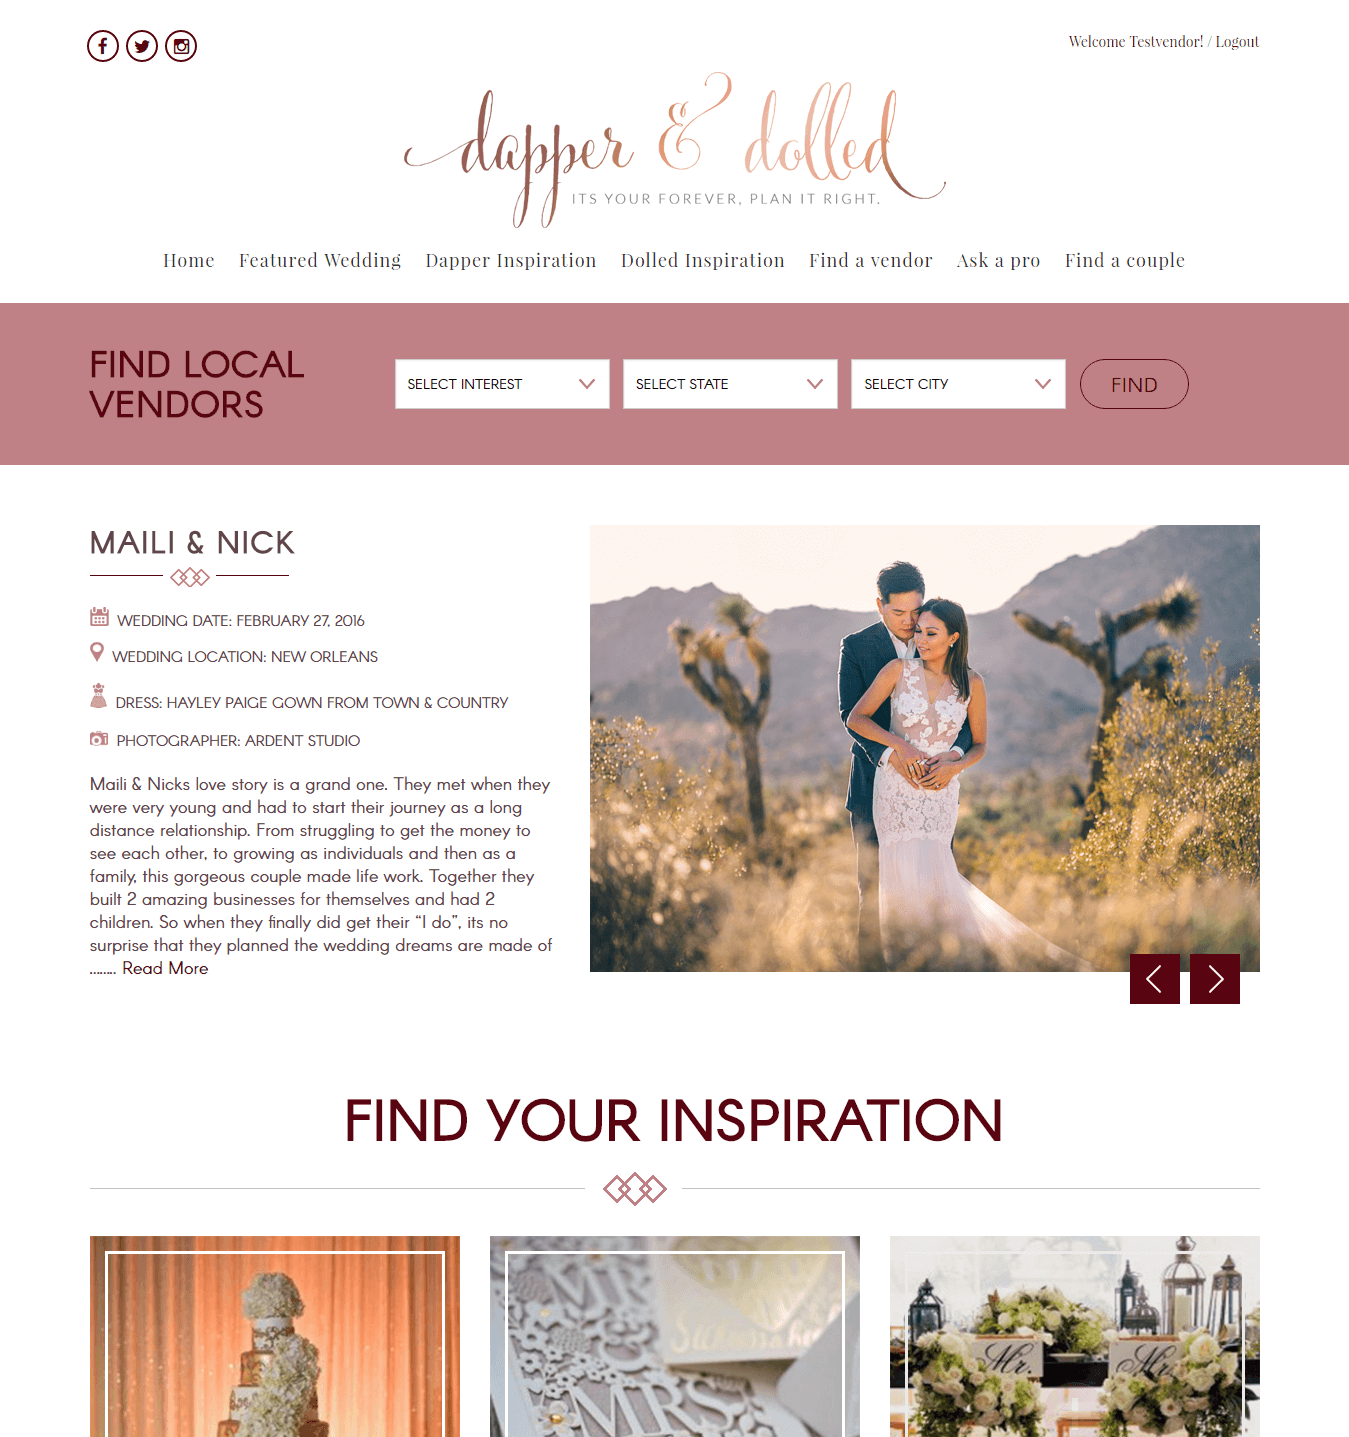 Welcome Testvendor! / Logout
dapper & dolled
ITS YOUR FOREVER, PLAN IT RIGHT.
Home Featured Wedding Dapper Inspiration Dolled Inspiration Find a vendor Ask a pro Find a couple
FIND LOCAL
VENDORS
SELECT INTEREST SELECT STATE SELECT CITY FIND
MAILI & NICK
WEDDING DATE: FEBRUARY 27, 2016
WEDDING LOCATION: NEW ORLEANS
DRESS: HAYLEY PAIGE GOWN FROM TOWN & COUNTRY
PHOTOGRAPHER: ARDENT STUDIO
Maili & Nicks love story is a grand one. They met when they
were very young and had to start their journey as a long
distance relationship. From struggling to get the money to
see each other, to growing as individuals and then as a
family, this gorgeous couple made life work. Together they
built 2 amazing businesses for themselves and had 2
children. So when they finally did get their “I do”, its no
surprise that they planned the wedding dreams are made of
........ Read More
FIND YOUR INSPIRATION
MR
MRS
Mr.